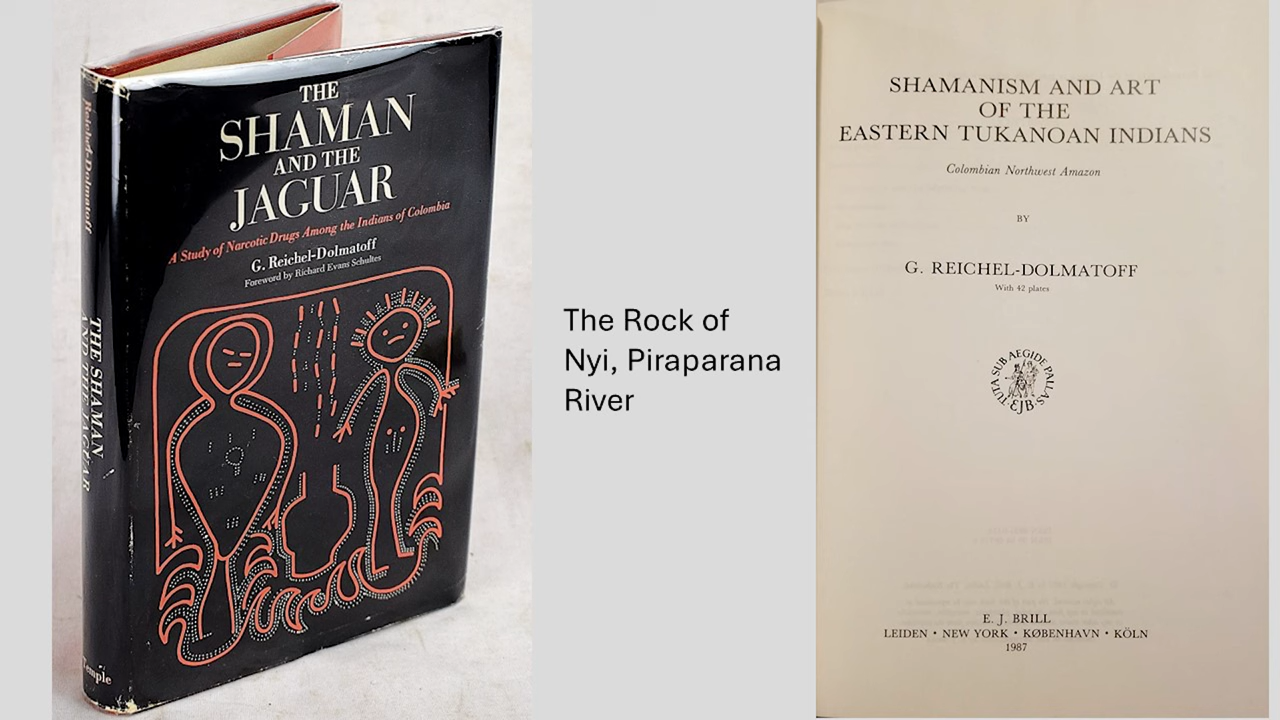 THE
SHAMAN
AND THE
JAGUAR
A Study of Narcotic Drugs Among the Indians of Colombia
G. Reichel-Dolmatoff
Foreword by Richard Evans Schultes
Reichel-Dolmatoff
THE SHAMAN
AND THE JAGUAR
Temple
The Rock of
Nyi, Piraparana
River
SHAMANISM AND ART
OF THE
EASTERN TUKANOAN INDIANS
Colombian Northwest Amazon
BY
G. REICHEL-DOLMATOFF
With 42 plates
TUTA SUB AEGIDE PALLAS
EJB
E. J. BRILL
LEIDEN • NEW YORK • KØBENHAVN • KÖLN
1987